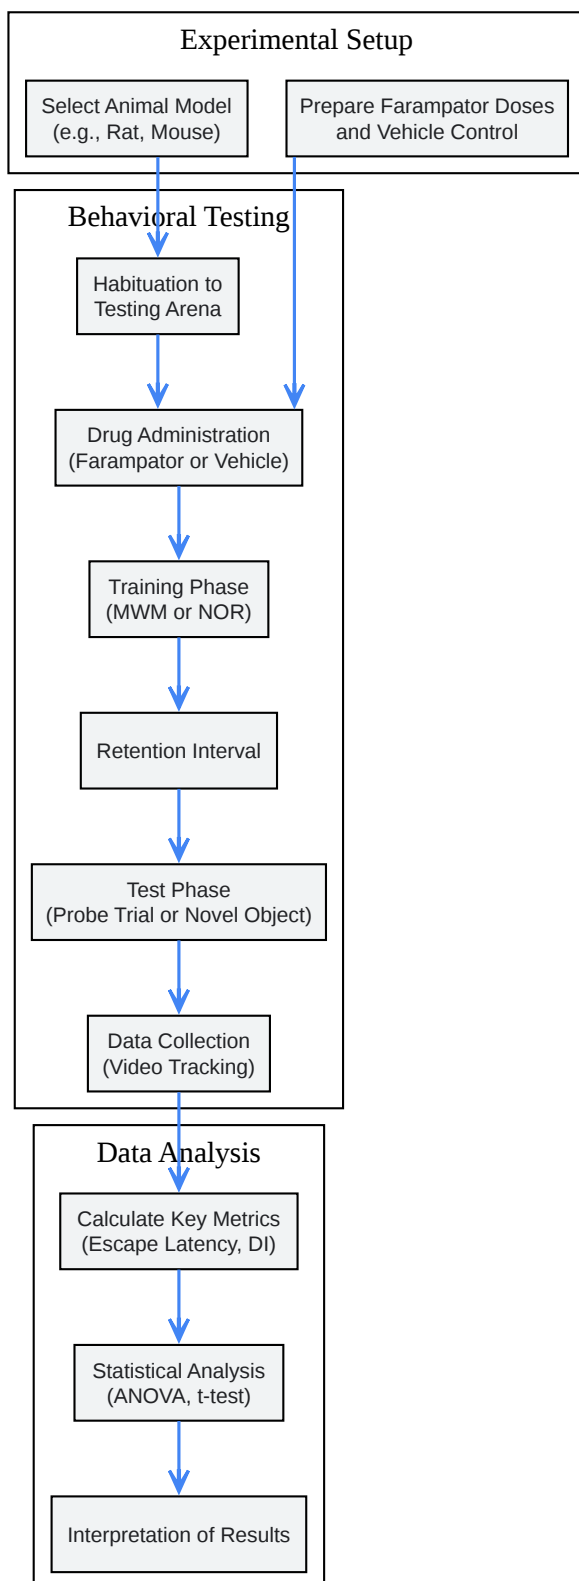 Experimental Setup
Select Animal Model
(e.g., Rat, Mouse)
Prepare Farampator Doses
and Vehicle Control
Behavioral Testing
Habituation to
Testing Arena
Drug Administration
(Farampator or Vehicle)
Training Phase
(MWM or NOR)
Retention Interval
Test Phase
(Probe Trial or Novel Object)
Data Collection
(Video Tracking)
Data Analysis
Calculate Key Metrics
(Escape Latency, DI)
Statistical Analysis
(ANOVA, t-test)
Interpretation of Results